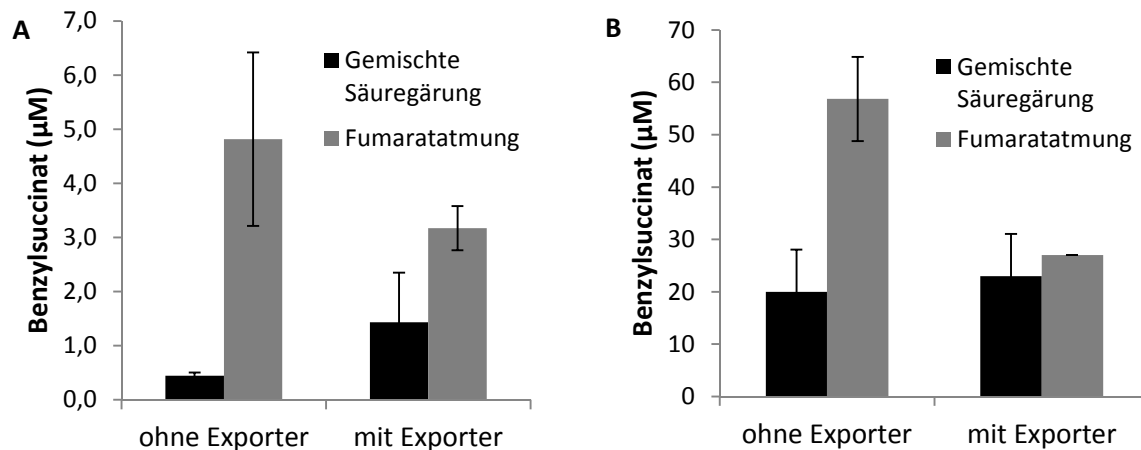 A
Benzylsuccinat (µM)
7,0
6,0
5,0
4,0
3,0
2,0
1,0
0,0
Gemischte
Säuregärung
Fumaratatmung
ohne Exporter
mit Exporter
B
Benzylsuccinat (µM)
70
60
50
40
30
20
10
0
Gemischte
Säuregärung
Fumaratatmung
ohne Exporter
mit Exporter